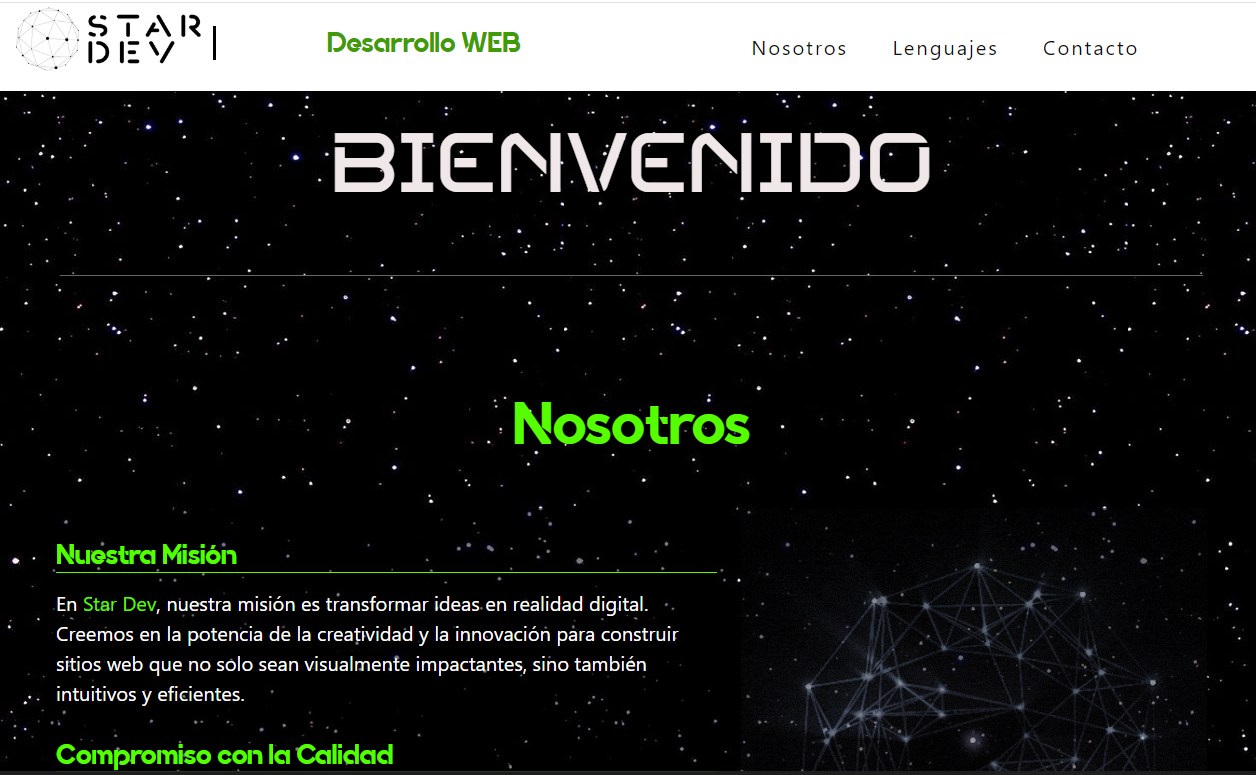 STAR
DEV
Desarrollo WEB
Nosotros Lenguajes Contacto
BIENVENIDO
Nosotros
Nuestra Misión
En Star Dev, nuestra misión es transformar ideas en realidad digital.
Creemos en la potencia de la creatividad y la innovación para construir
sitios web que no solo sean visualmente impactantes, sino también
intuitivos y eficientes.
Compromiso con la Calidad